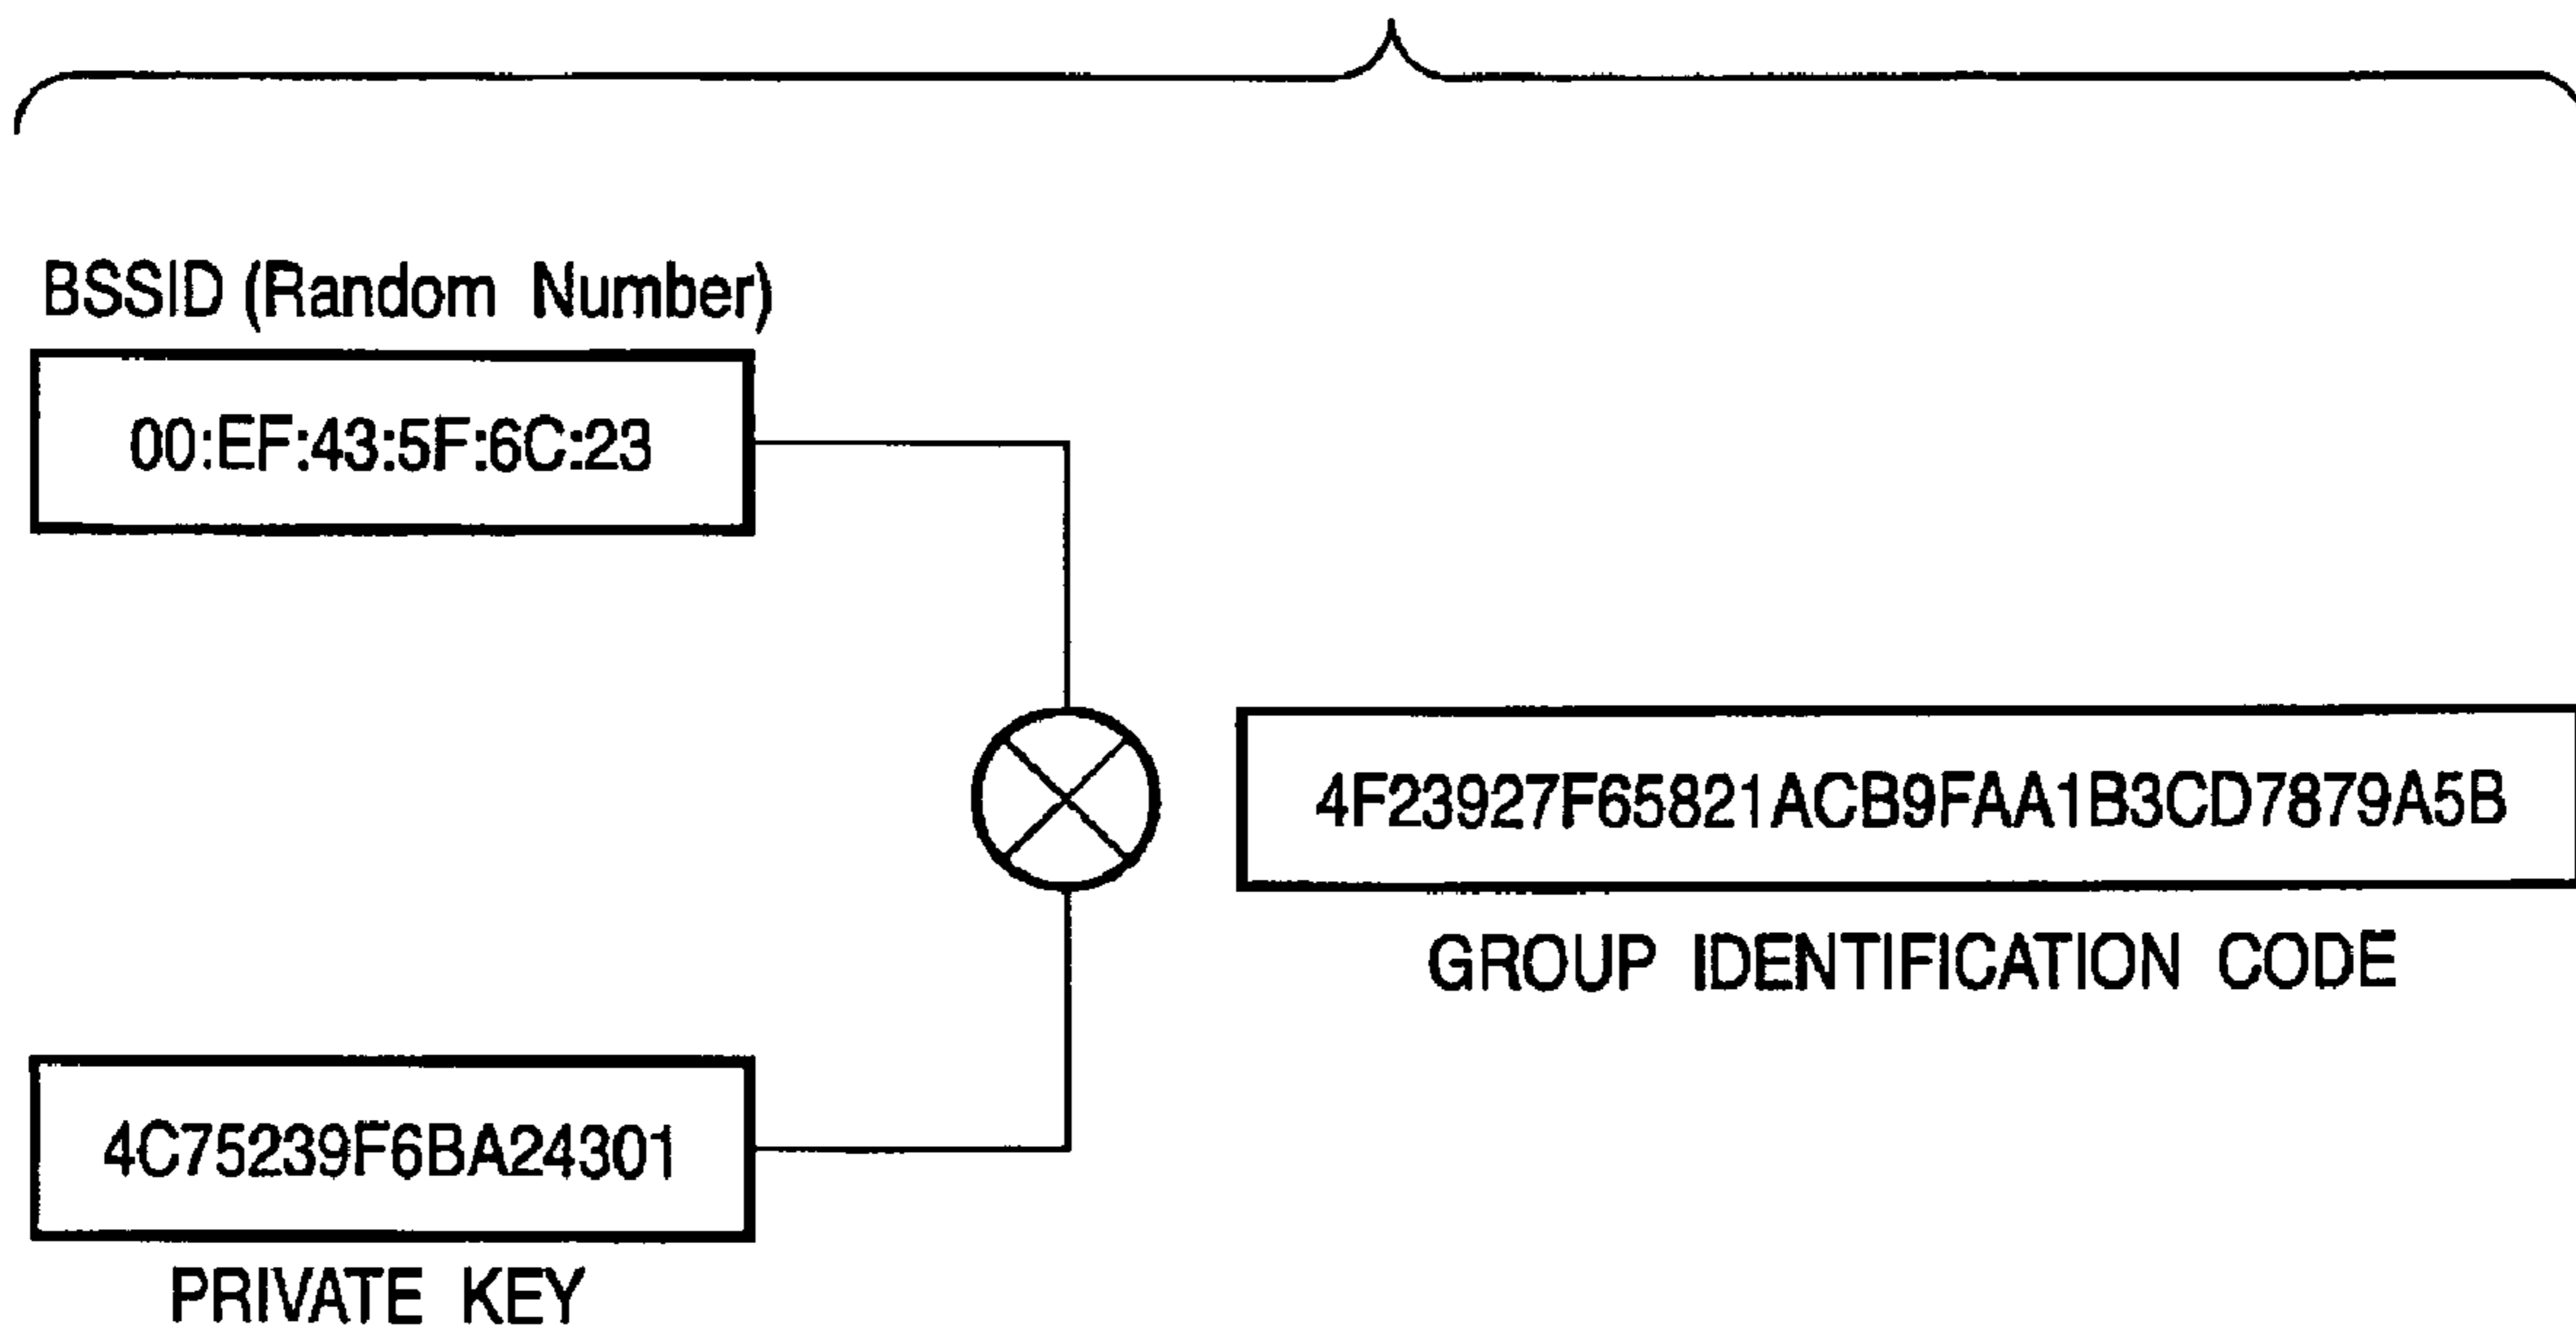 BSSID (Random Number)
00:EF:43:5F:6C:23
4F23927F65821ACB9FAA1B3CD7879A5B
GROUP IDENTIFICATION CODE
4C75239F6BA24301
PRIVATE KEY